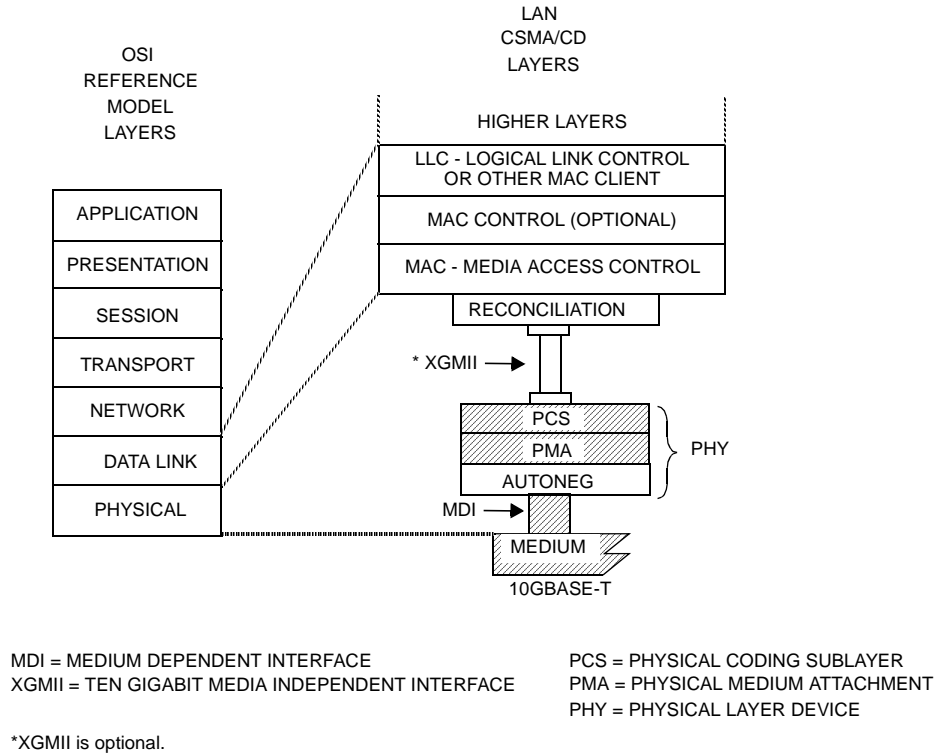 OSI
REFERENCE
MODEL
LAYERS
LAN
CSMA/CD
LAYERS
HIGHER LAYERS
LLC - LOGICAL LINK CONTROL
OR OTHER MAC CLIENT
MAC CONTROL (OPTIONAL)
MAC - MEDIA ACCESS CONTROL
RECONCILIATION
* XGMII
PCS
PMA
AUTONEG
PHY
MDI
MEDIUM
10GBASE-T
APPLICATION
PRESENTATION
SESSION
TRANSPORT
NETWORK
DATA LINK
PHYSICAL
MDI = MEDIUM DEPENDENT INTERFACE
XGMII = TEN GIGABIT MEDIA INDEPENDENT INTERFACE
PCS = PHYSICAL CODING SUBLAYER
PMA = PHYSICAL MEDIUM ATTACHMENT
PHY = PHYSICAL LAYER DEVICE
*XGMII is optional.